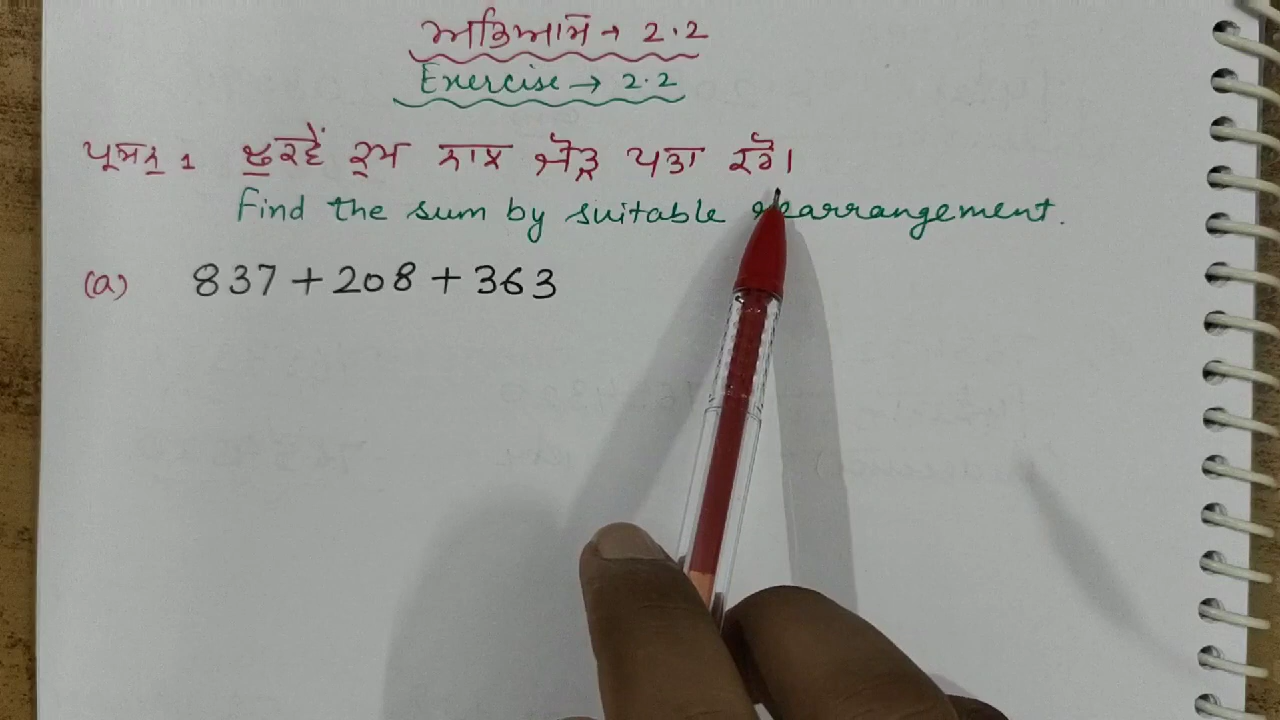 ਅਭਿਆਸ → 2.2
Exercise → 2.2
ਪ੍ਰਸ਼ਨ 1 ਢੁਕਵੇਂ ਕ੍ਰਮ ਨਾਲ ਜੋੜ ਪਤਾ ਕਰੋ।
Find the sum by suitable rearrangement.
(a) 837 + 208 + 363